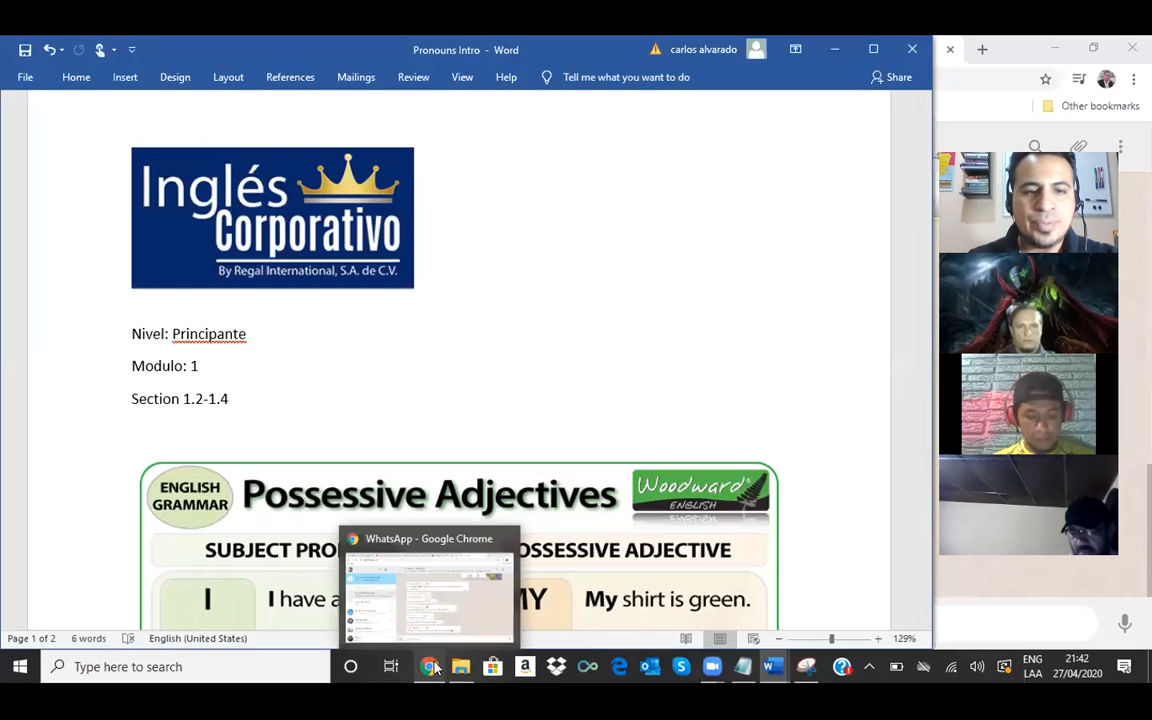 Pronouns Intro - Word
carlos alvarado
File Home Insert Design Layout References Mailings Review View Help Tell me what you want to do Share
Other bookmarks
Inglés
Corporativo
By Regal International, S.A. de C.V.
Nivel: Principante
Modulo: 1
Section 1.2-1.4
ENGLISH
GRAMMAR
Possessive Adjectives
Woodward
ENGLISH
SUBJECT PRO
OSSESSIVE ADJECTIVE
WhatsApp - Google Chrome
I
I have a
MY
My shirt is green.
Page 1 of 2 6 words English (United States) 129%
Type here to search
ENG
LAA
21:42
27/04/2020